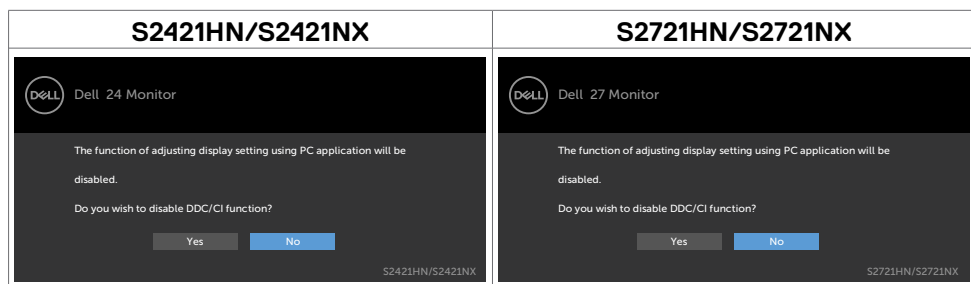 S2421HN/S2421NX
DELL
Dell 24 Monitor
The function of adjusting display setting using PC application will be
disabled.
Do you wish to disable DDC/CI function?
Yes No
S2421HN/S2421NX
S2721HN/S2721NX
DELL
Dell 27 Monitor
The function of adjusting display setting using PC application will be
disabled.
Do you wish to disable DDC/CI function?
Yes No
S2721HN/S2721NX